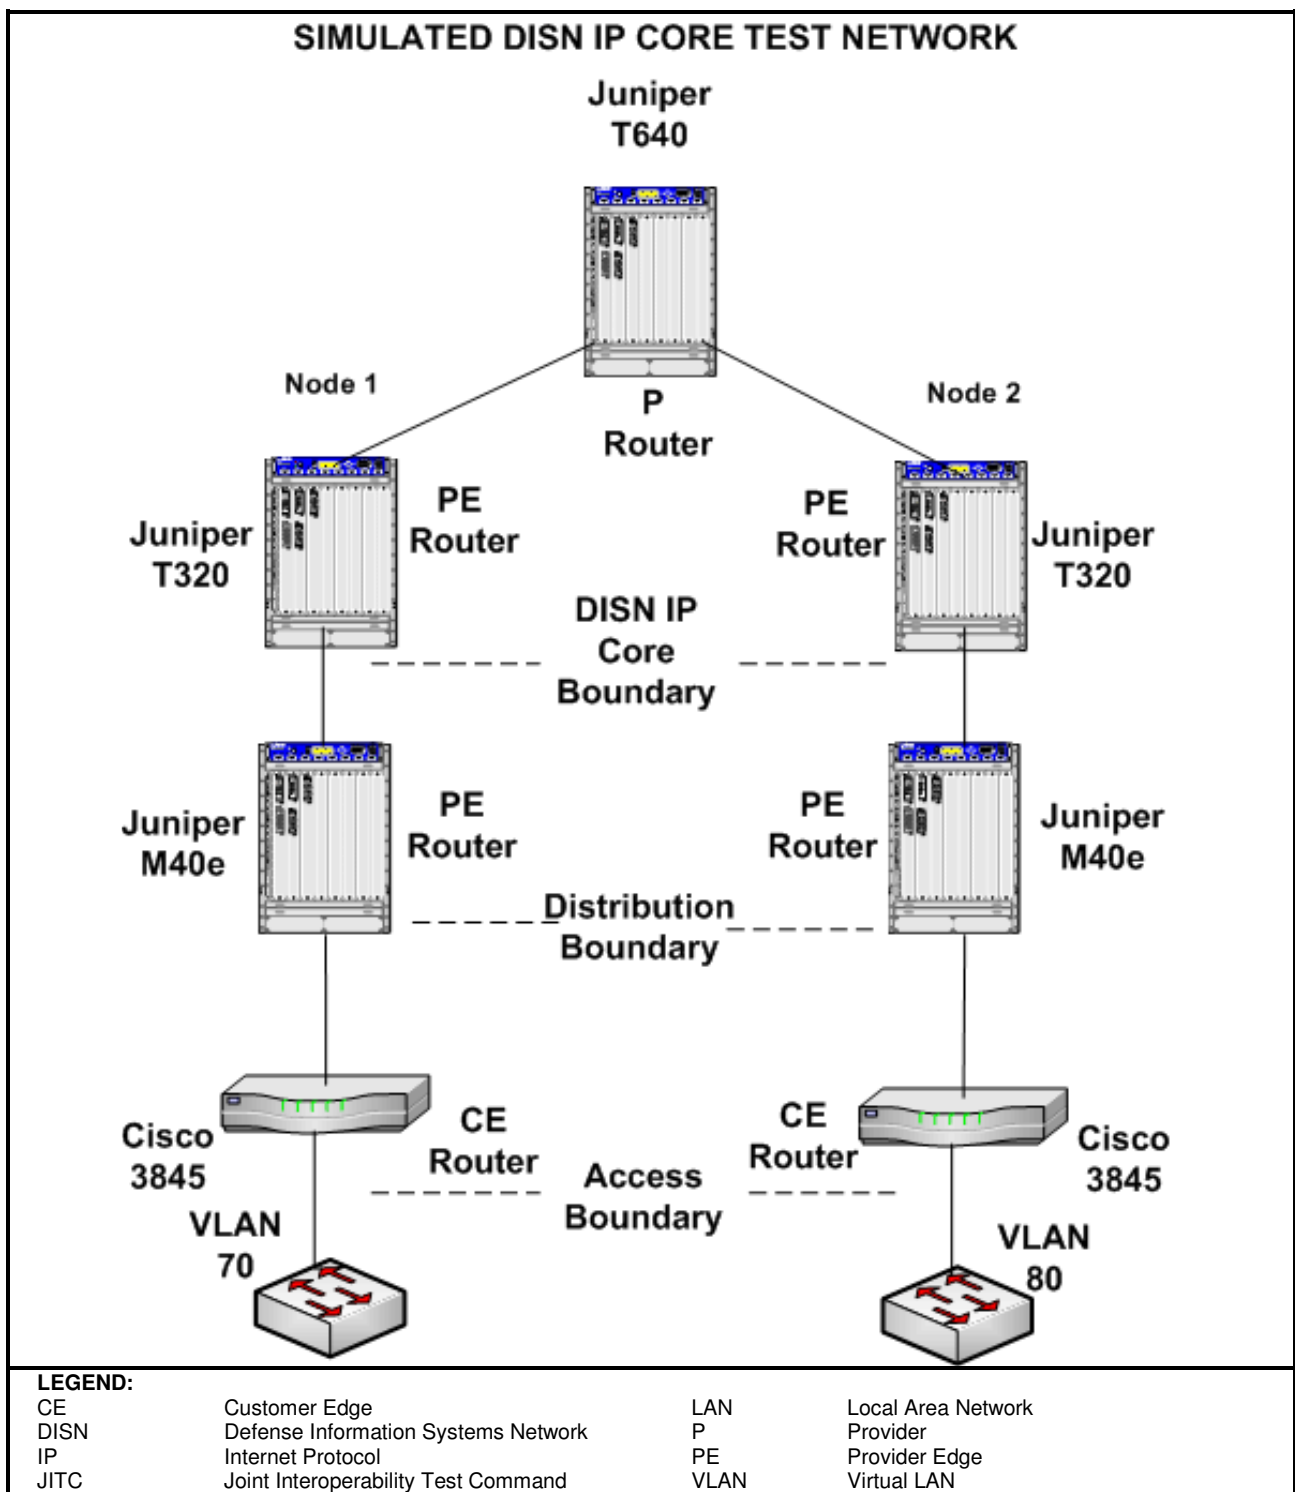 SIMULATED DISN IP CORE TEST NETWORK
Juniper
T640
P
Router
Node 1
Node 2
Juniper
T320
PE
Router
PE
Router
Juniper
T320
DISN IP
Core
Boundary
Juniper
M40e
PE
Router
PE
Router
Juniper
M40e
Distribution
Boundary
Cisco
3845
CE
Router
CE
Router
Cisco
3845
Access
Boundary
VLAN
70
VLAN
80
LEGEND:
CE Customer Edge LAN Local Area Network
DISN Defense Information Systems Network P Provider
IP Internet Protocol PE Provider Edge
JITC Joint Interoperability Test Command VLAN Virtual LAN